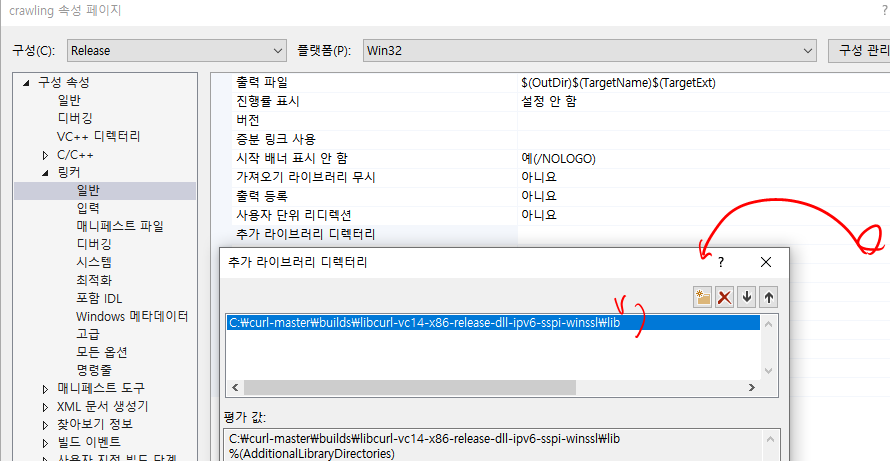 crawling 속성 페이지
?
구성(C): Release 플랫폼(P): Win32 구성 관리
구성 속성
일반
디버깅
VC++ 디렉터리
C/C++
링커
일반
입력
매니페스트 파일
디버깅
시스템
최적화
포함 IDL
Windows 메타데이터
고급
모든 옵션
명령줄
매니페스트 도구
XML 문서 생성기
찾아보기 정보
빌드 이벤트
사용자 지정 빌드 단계
출력 파일 $(OutDir)$(TargetName)$(TargetExt)
진행률 표시 설정 안 함
버전
증분 링크 사용
시작 배너 표시 안 함 예(/NOLOGO)
가져오기 라이브러리 무시 아니요
출력 등록 아니요
사용자 단위 리디렉션 아니요
추가 라이브러리 디렉터리
추가 라이브러리 디렉터리 ?
C:\curl-master\builds\libcurl-vc14-x86-release-dll-ipv6-sspi-winssl\lib
평가 값:
C:\curl-master\builds\libcurl-vc14-x86-release-dll-ipv6-sspi-winssl\lib
%(AdditionalLibraryDirectories)